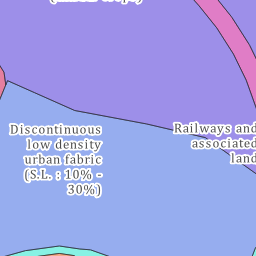 Discontinuous
low density
urban fabric
(S.L. : 10% -
30%)
Railways and
associated
land